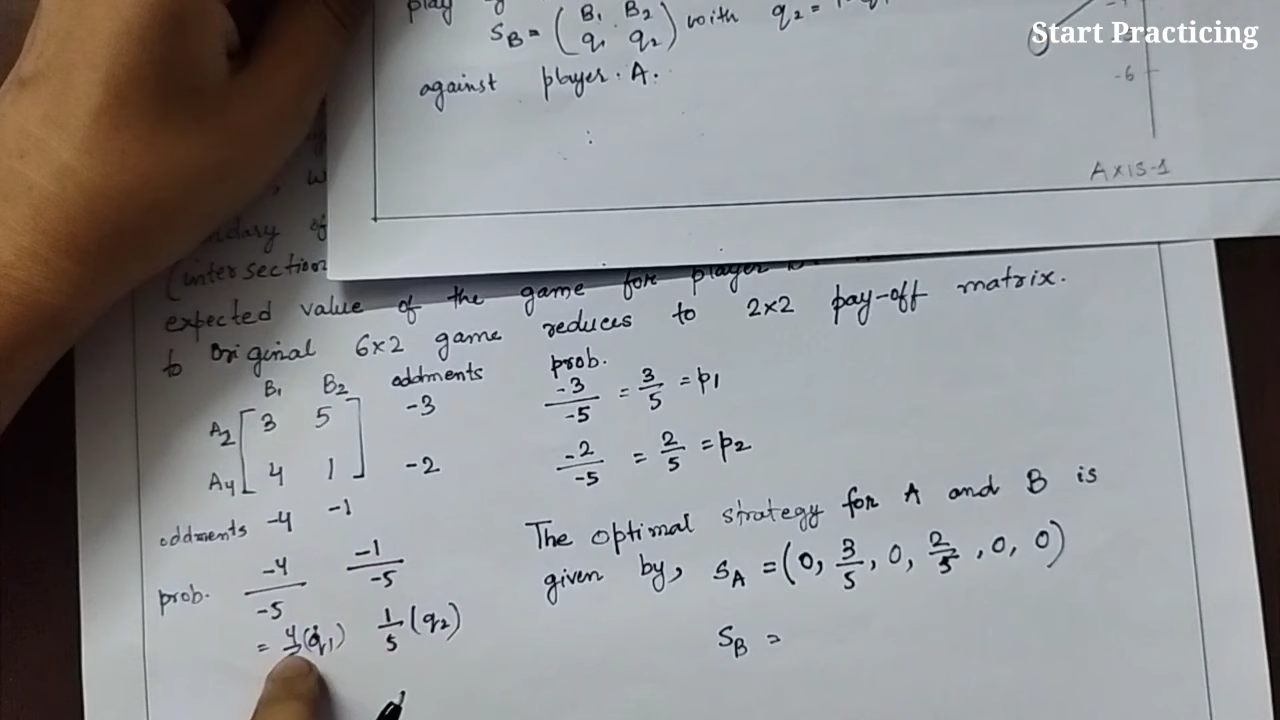 play
S_B = ( B₁ B₂ / q₁ q₂ ) with q₂ =
against player. A.
Start Practicing
-6
AXIS-1
(intersection
expected value of the game for player
to original 6×2 game reduces to 2×2 pay-off matrix.
B₁ B₂ oddments prob.
A₂ 3 5 -3 -3/-5 = 3/5 = p₁
A₄ 4 1 -2 -2/-5 = 2/5 = p₂
oddments -4 -1
prob. -4/-5 -1/-5
= 4 (q₁) 1/5 (q₂)
The optimal strategy for A and B is
given by, S_A = (0, 3/5, 0, 2/5, 0, 0)
S_B =